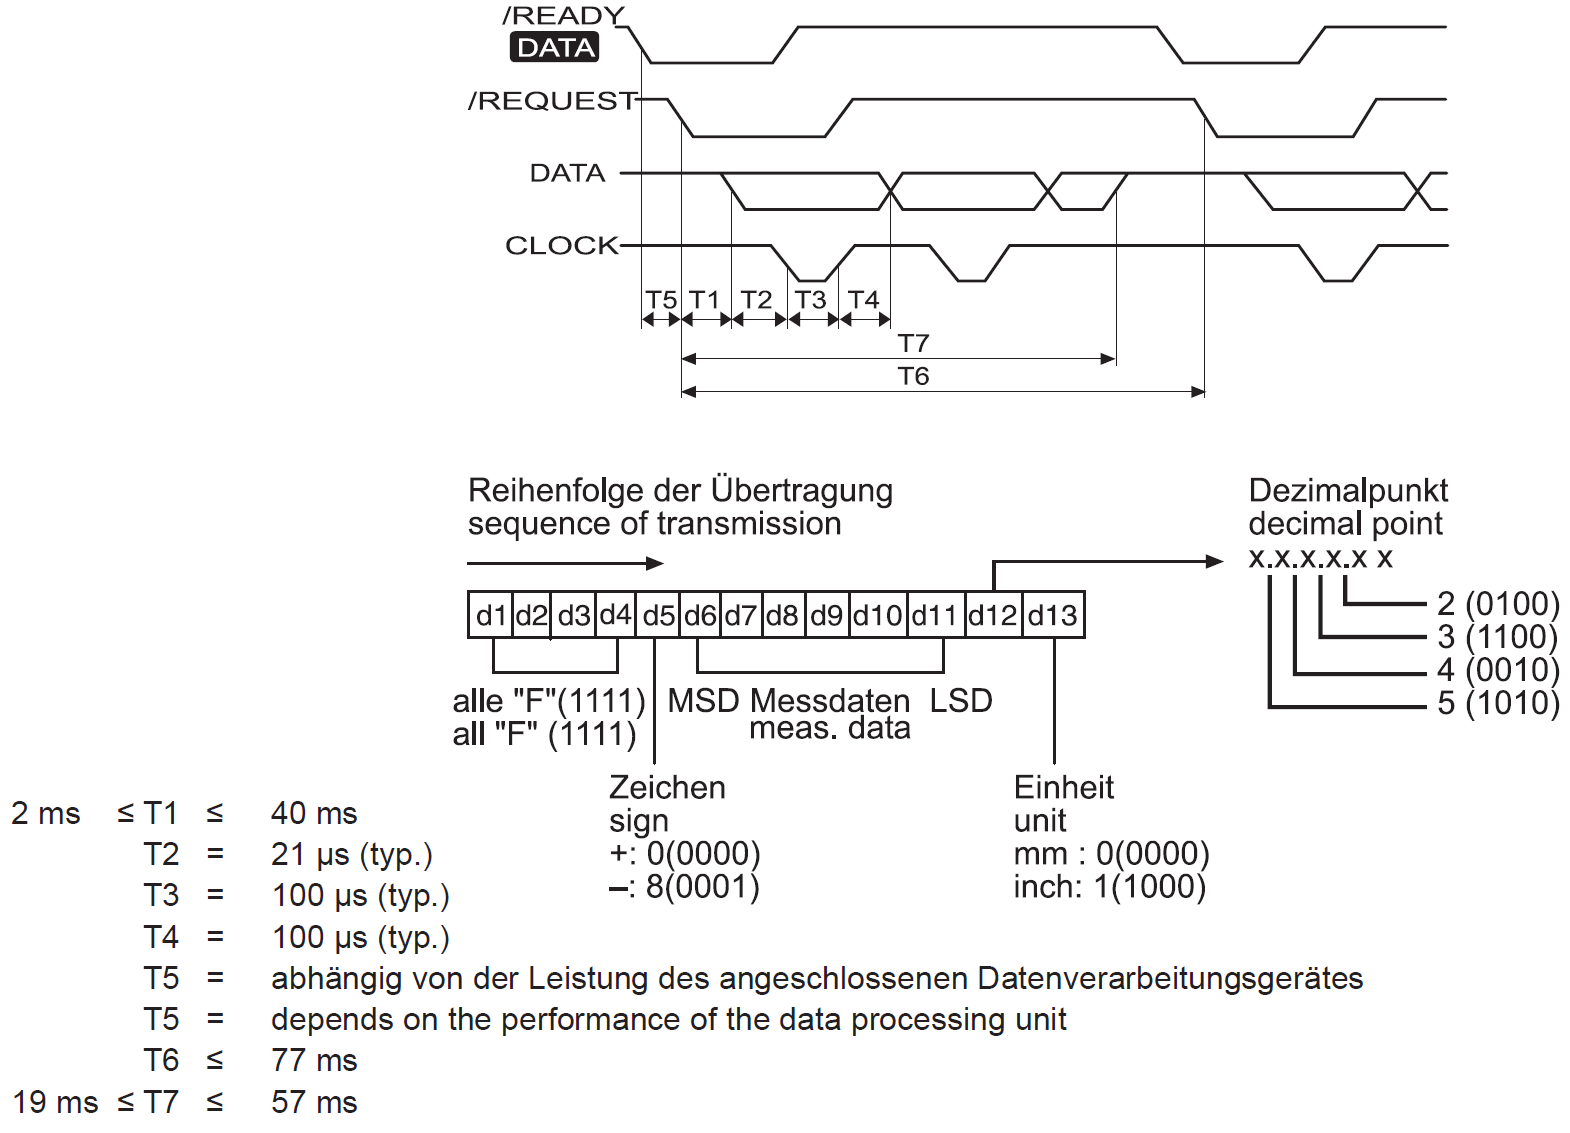 /READY
DATA
/REQUEST
DATA
CLOCK
T5 T1 T2 T3 T4
T7
T6
Reihenfolge der Übertragung
sequence of transmission
Dezimalpunkt
decimal point
x.x.x.x.x x
2 (0100)
3 (1100)
4 (0010)
5 (1010)
d1 d2 d3 d4 d5 d6 d7 d8 d9 d10 d11 d12 d13
alle "F"(1111)
all "F" (1111)
MSD Messdaten LSD
meas. data
Zeichen
sign
+: 0(0000)
–: 8(0001)
Einheit
unit
mm : 0(0000)
inch: 1(1000)
2 ms ≤ T1 ≤ 40 ms
T2 = 21 µs (typ.)
T3 = 100 µs (typ.)
T4 = 100 µs (typ.)
T5 = abhängig von der Leistung des angeschlossenen Datenverarbeitungsgerätes
T5 = depends on the performance of the data processing unit
T6 ≤ 77 ms
19 ms ≤ T7 ≤ 57 ms